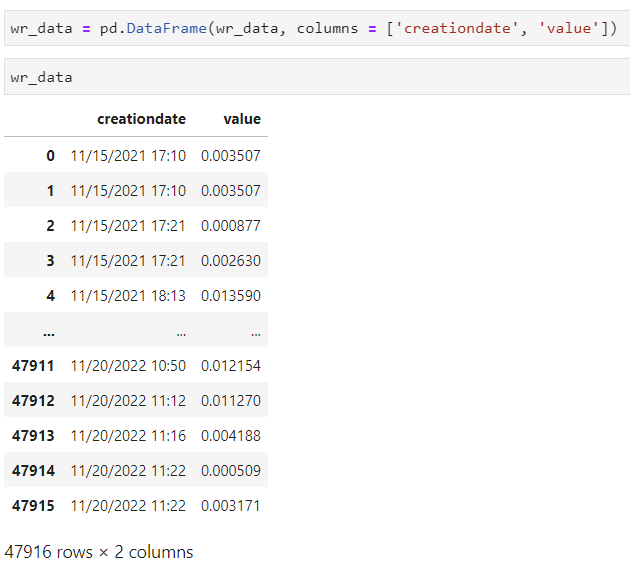 wr_data = pd.DataFrame(wr_data, columns = ['creationdate', 'value'])
wr_data
creationdate value
0 11/15/2021 17:10 0.003507
1 11/15/2021 17:10 0.003507
2 11/15/2021 17:21 0.000877
3 11/15/2021 17:21 0.002630
4 11/15/2021 18:13 0.013590
... ... ...
47911 11/20/2022 10:50 0.012154
47912 11/20/2022 11:12 0.011270
47913 11/20/2022 11:16 0.004188
47914 11/20/2022 11:22 0.000509
47915 11/20/2022 11:22 0.003171
47916 rows × 2 columns